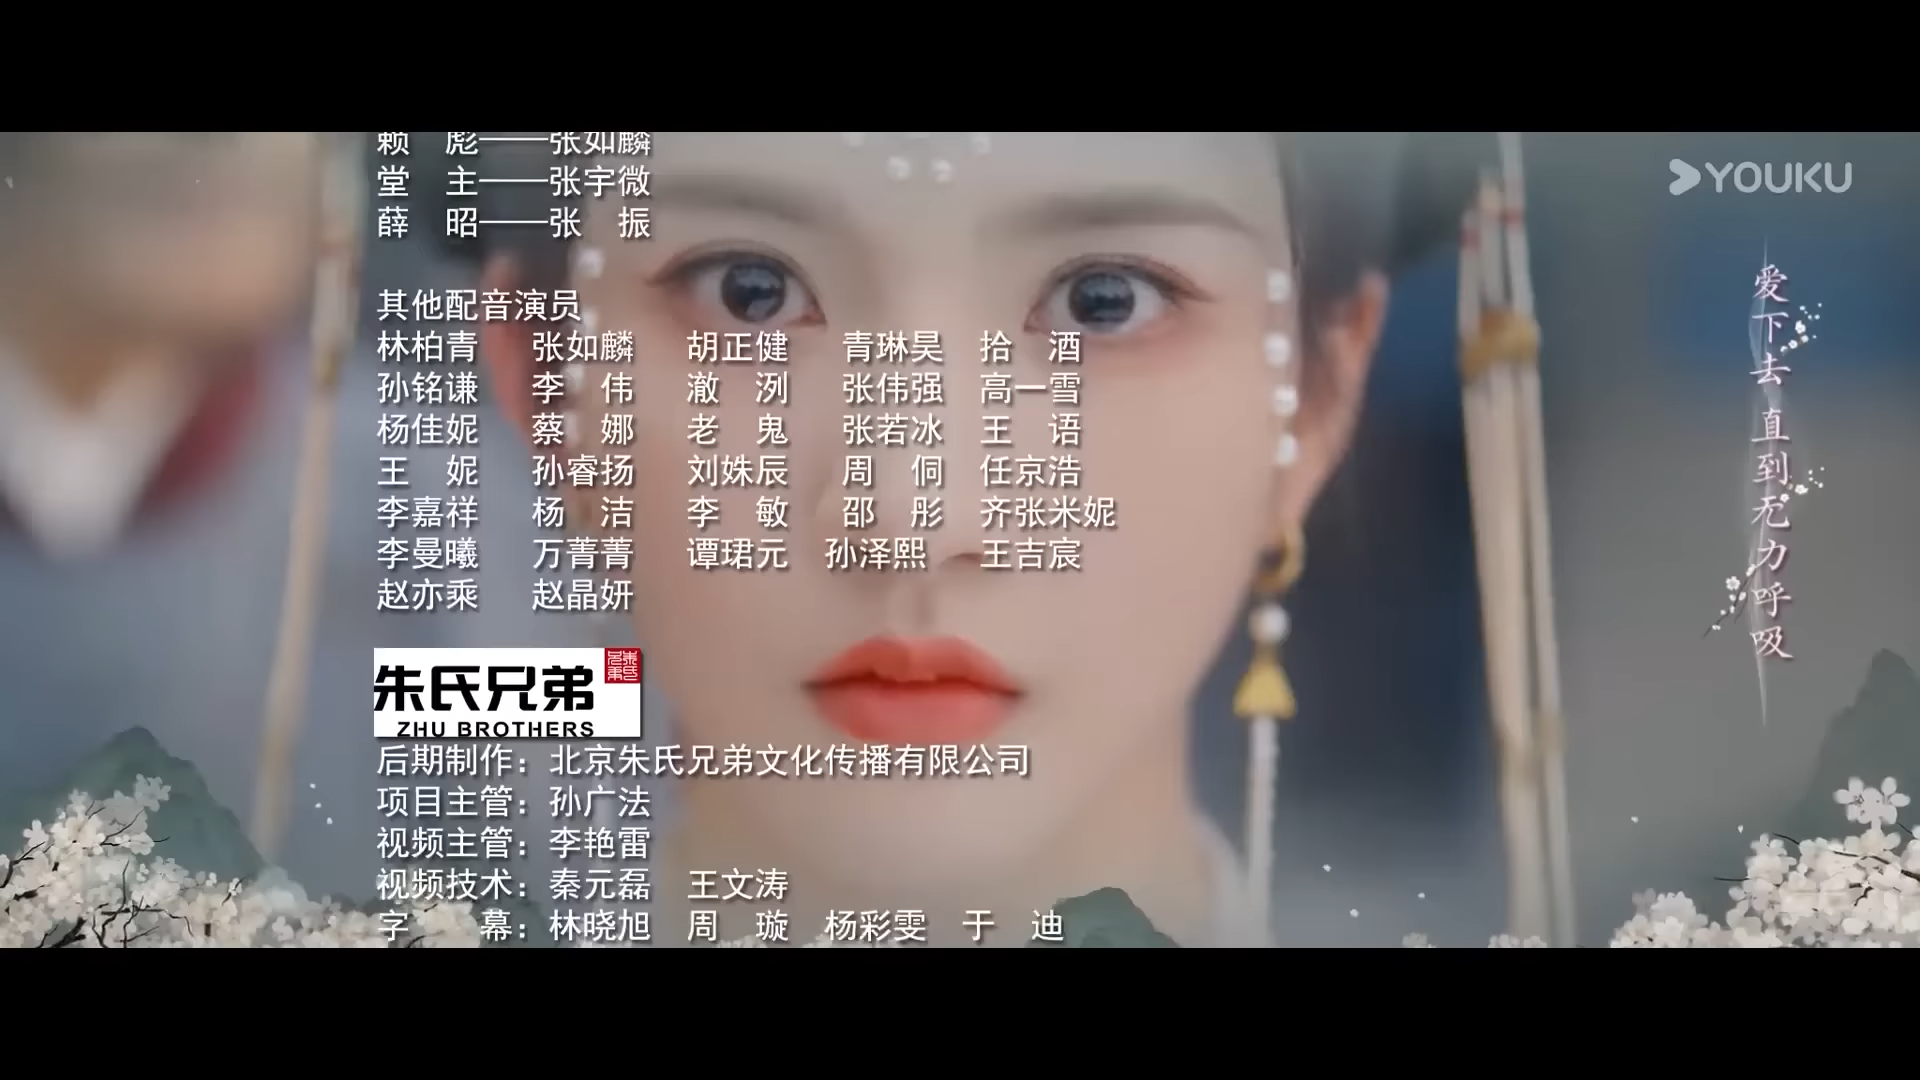 赖　彪——张如麟
堂　主——张宇微
薛　昭——张　振
其他配音演员
林柏青　张如麟　胡正健　青琳昊　拾　酒
孙铭谦　李　伟　澈　洌　张伟强　高一雪
杨佳妮　蔡　娜　老　鬼　张若冰　王　语
王　妮　孙睿扬　刘姝辰　周　侗　任京浩
李嘉祥　杨　洁　李　敏　邵　彤　齐张米妮
李曼曦　万菁菁　谭珺元　孙泽熙　王吉宸
赵亦乘　赵晶妍
朱氏兄弟
朱氏兄弟
ZHU BROTHERS
后期制作：北京朱氏兄弟文化传播有限公司
项目主管：孙广法
视频主管：李艳雷
视频技术：秦元磊　王文涛
字　　幕：林晓旭　周　璇　杨彩雯　于　迪
YOUKU
爱下去 直到无力呼吸